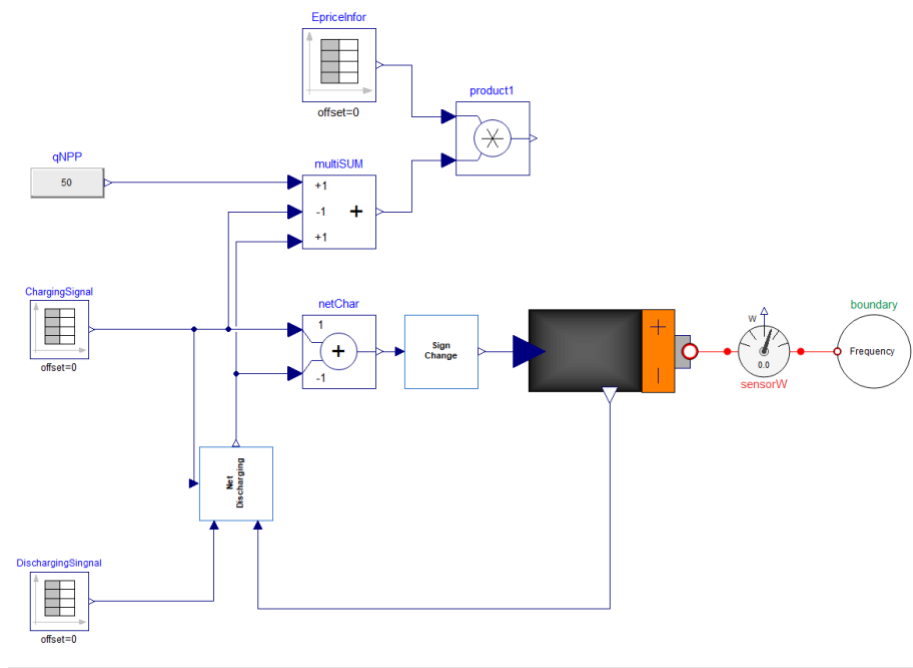 EpriceInfor
offset=0
product1
qNPP
50
multiSUM
+1
-1
+
+1
ChargingSignal
offset=0
netChar
1
+
-1
Sign
Change
+
W
0.0
sensorW
boundary
Frequency
Net
Discharging
DischargingSingnal
offset=0